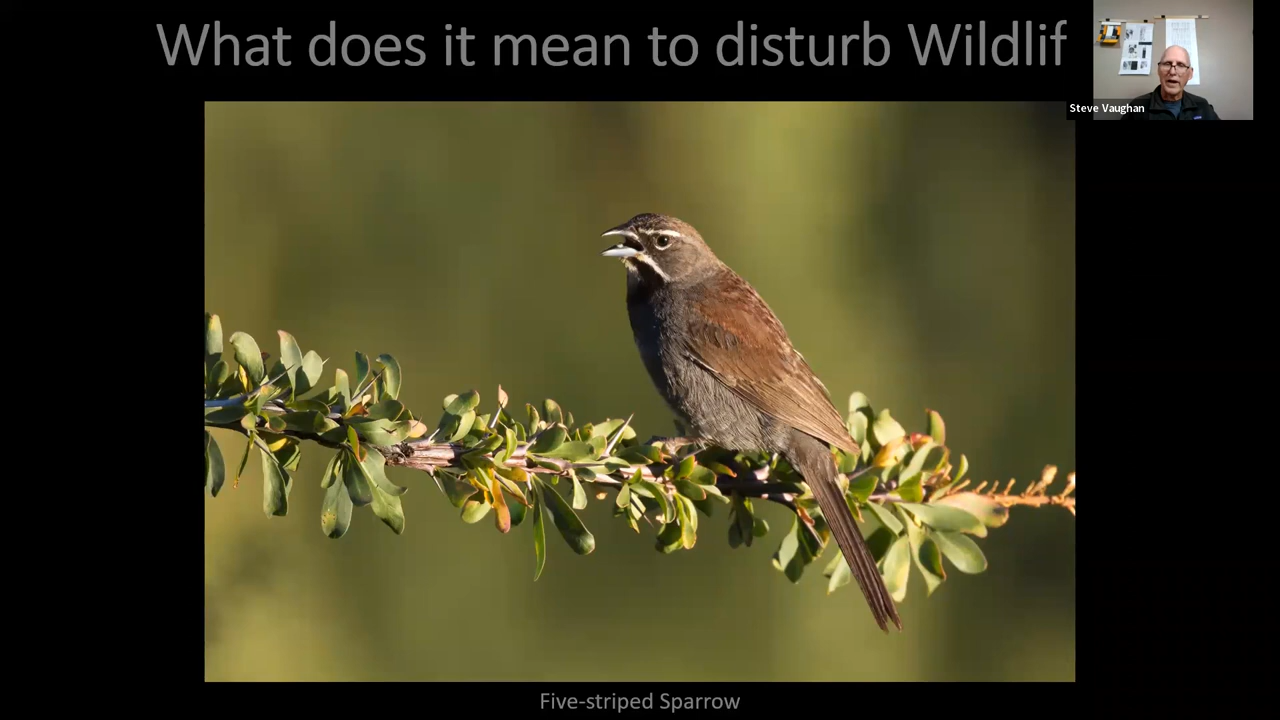 What does it mean to disturb Wildlif
Steve Vaughan
Five-striped Sparrow